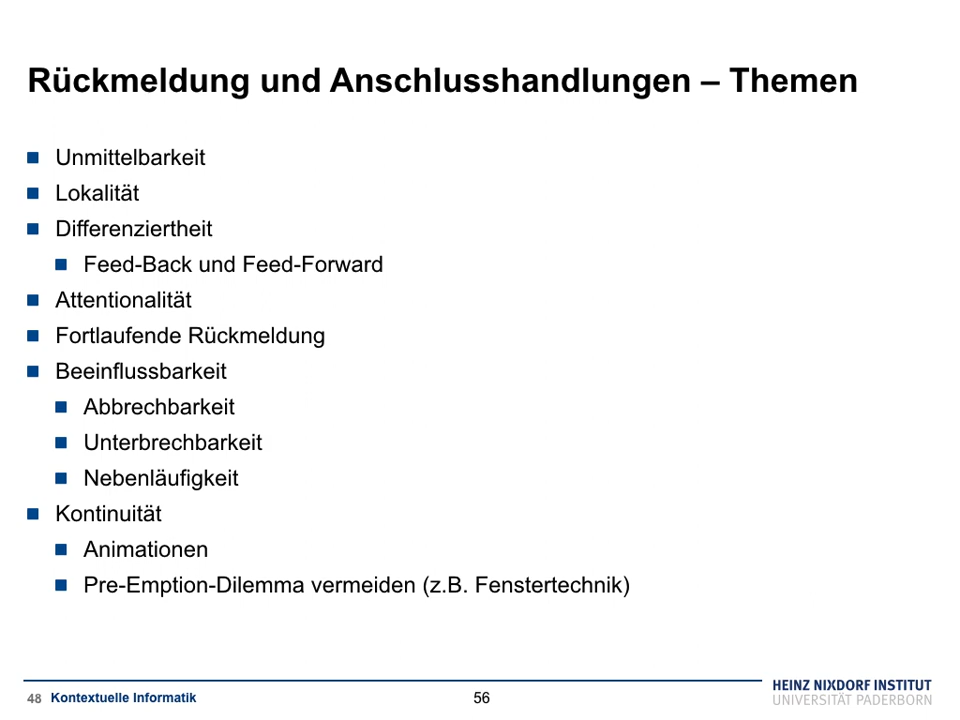 Rückmeldung und Anschlusshandlungen – Themen
Unmittelbarkeit
Lokalität
Differenziertheit
Feed-Back und Feed-Forward
Attentionalität
Fortlaufende Rückmeldung
Beeinflussbarkeit
Abbrechbarkeit
Unterbrechbarkeit
Nebenläufigkeit
Kontinuität
Animationen
Pre-Emption-Dilemma vermeiden (z.B. Fenstertechnik)
48 Kontextuelle Informatik
56
HEINZ NIXDORF INSTITUT
UNIVERSITÄT PADERBORN